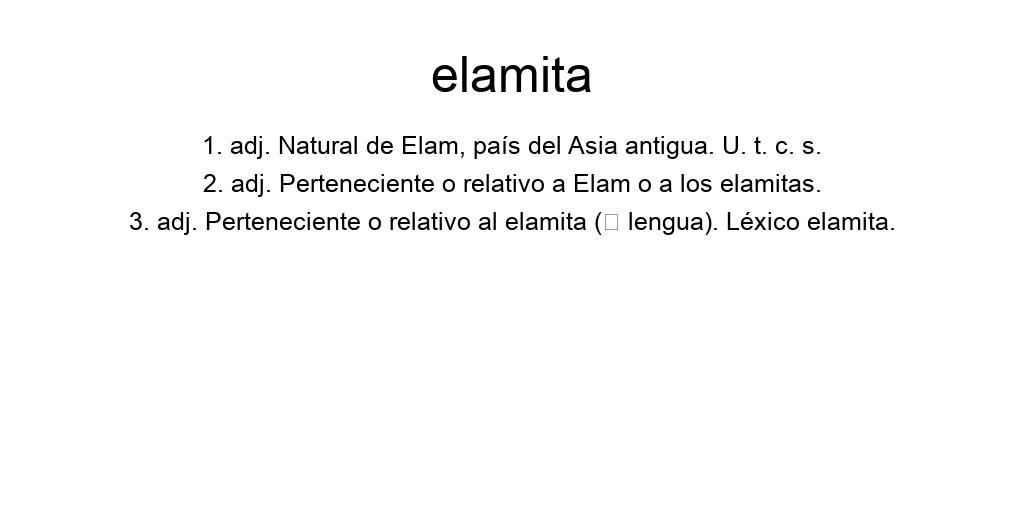 elamita
1. adj. Natural de Elam, país del Asia antigua. U. t. c. s.
2. adj. Perteneciente o relativo a Elam o a los elamitas.
3. adj. Perteneciente o relativo al elamita (□ lengua). Léxico elamita.